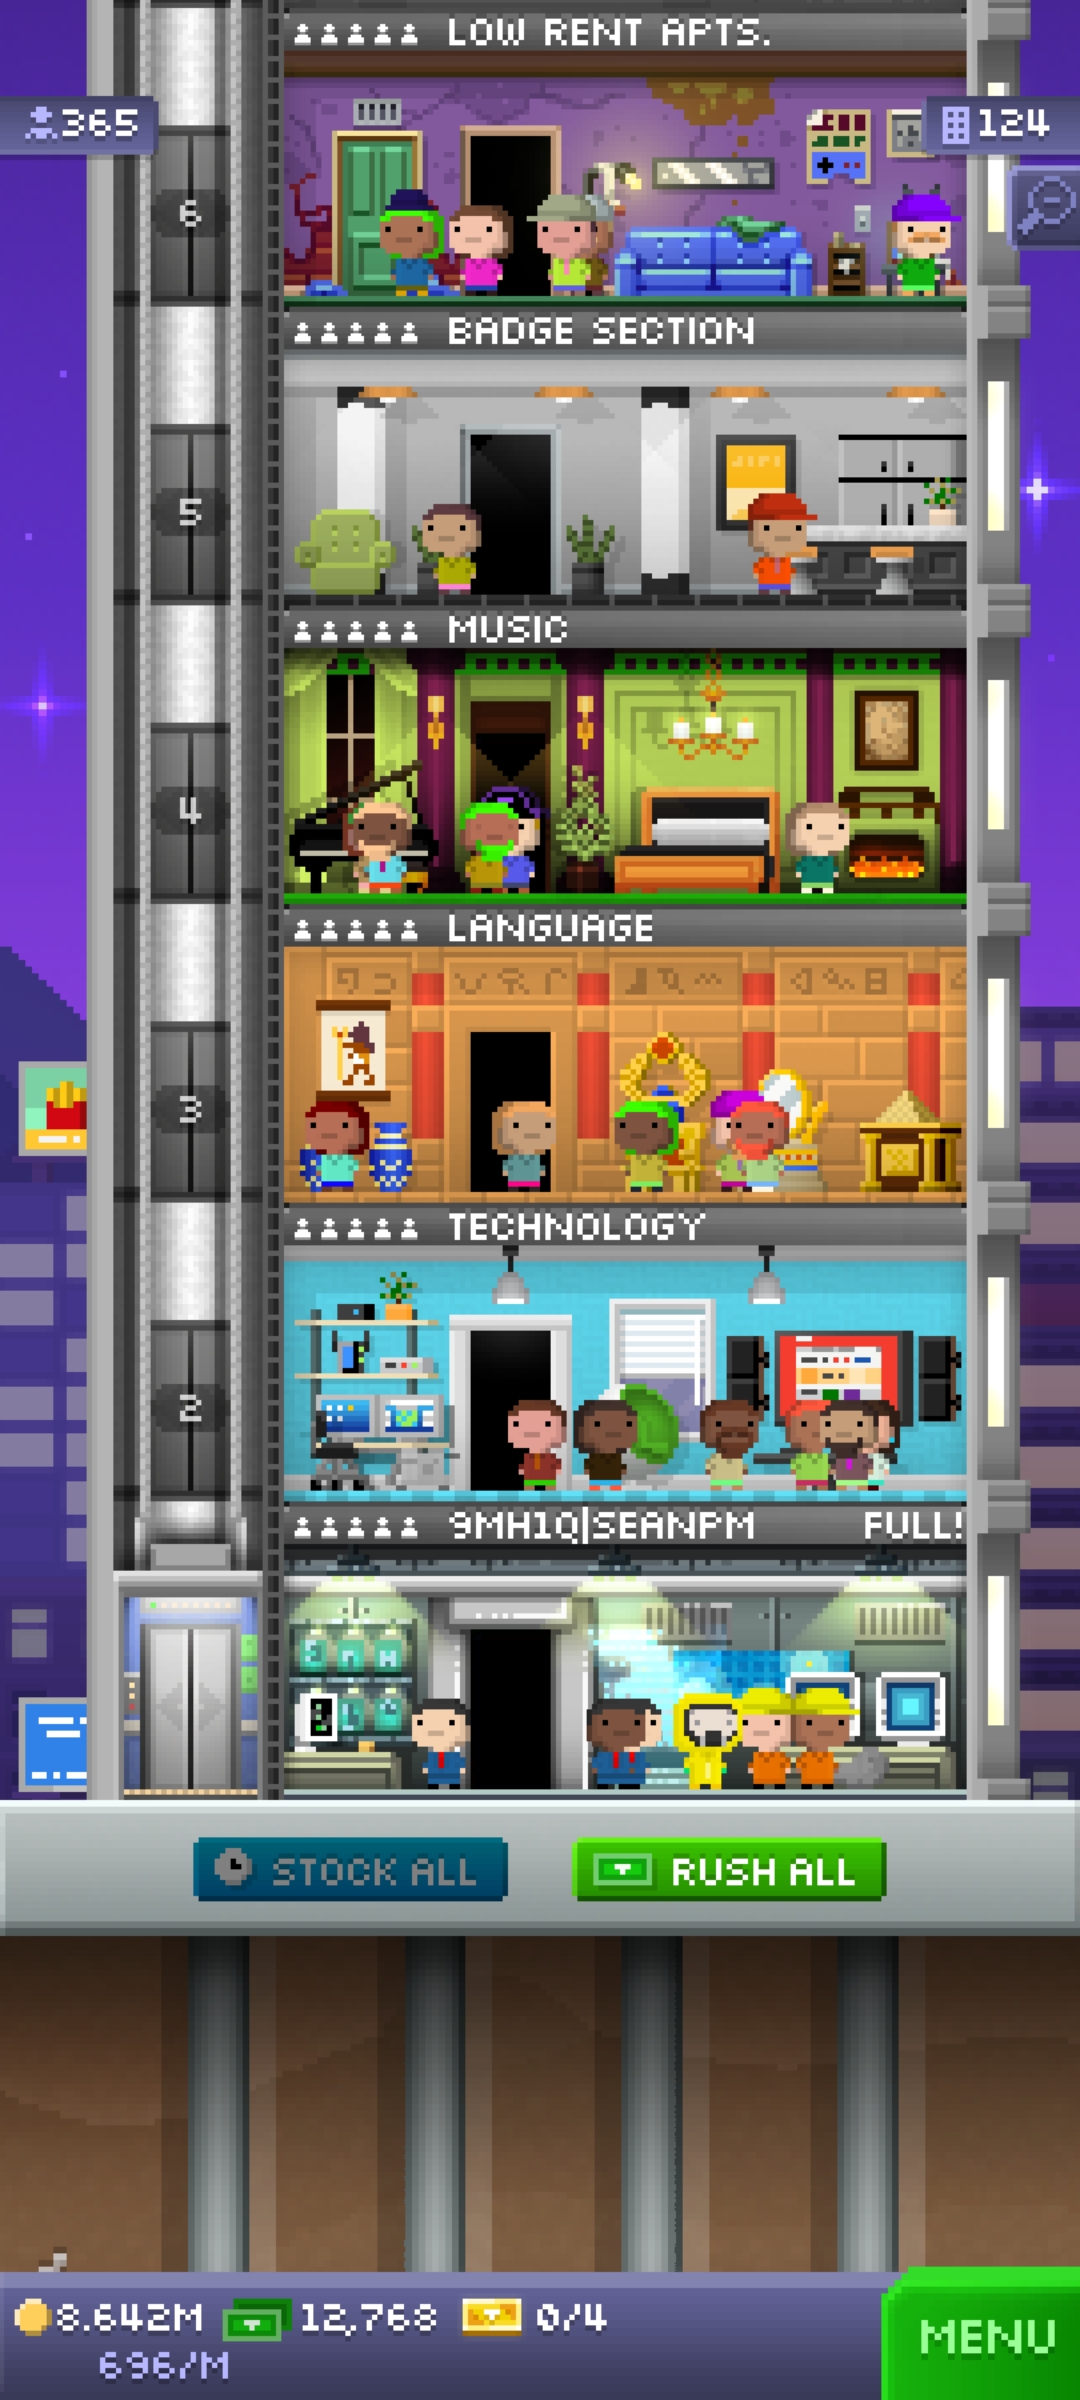 LOW RENT APTS.
365
124
6
BADGE SECTION
5
MUSIC
4
LANGUAGE
3
TECHNOLOGY
2
9MH1Q|SEANPM FULL!
STOCK ALL
RUSH ALL
8.642M 12,768 0/4
696/M
MENU